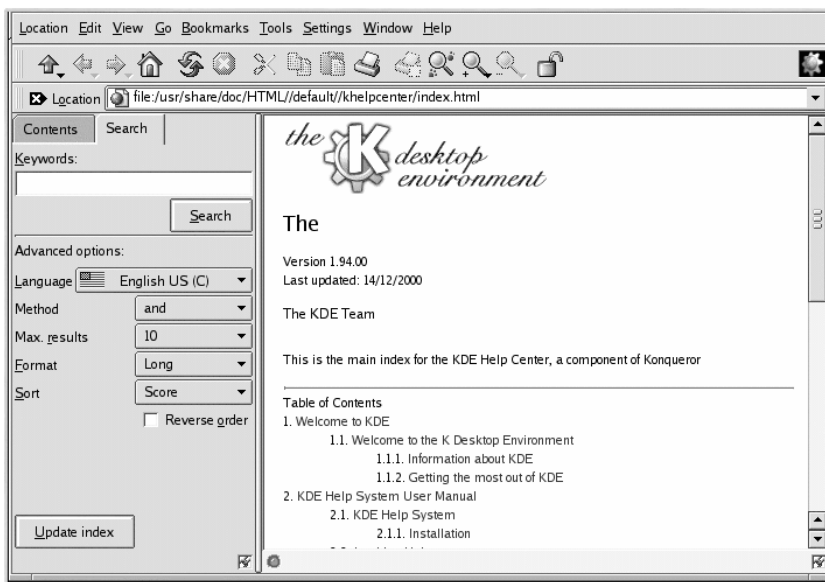 Location Edit View Go Bookmarks Tools Settings Window Help
Location file:/usr/share/doc/HTML//default//khelpcenter/index.html
Contents Search
Keywords:
Search
Advanced options:
Language English US (C)
Method and
Max. results 10
Format Long
Sort Score
Reverse order
Update index
the K desktop
environment
The
Version 1.94.00
Last updated: 14/12/2000
The KDE Team
This is the main index for the KDE Help Center, a component of Konqueror
Table of Contents
1. Welcome to KDE
1.1. Welcome to the K Desktop Environment
1.1.1. Information about KDE
1.1.2. Getting the most out of KDE
2. KDE Help System User Manual
2.1. KDE Help System
2.1.1. Installation